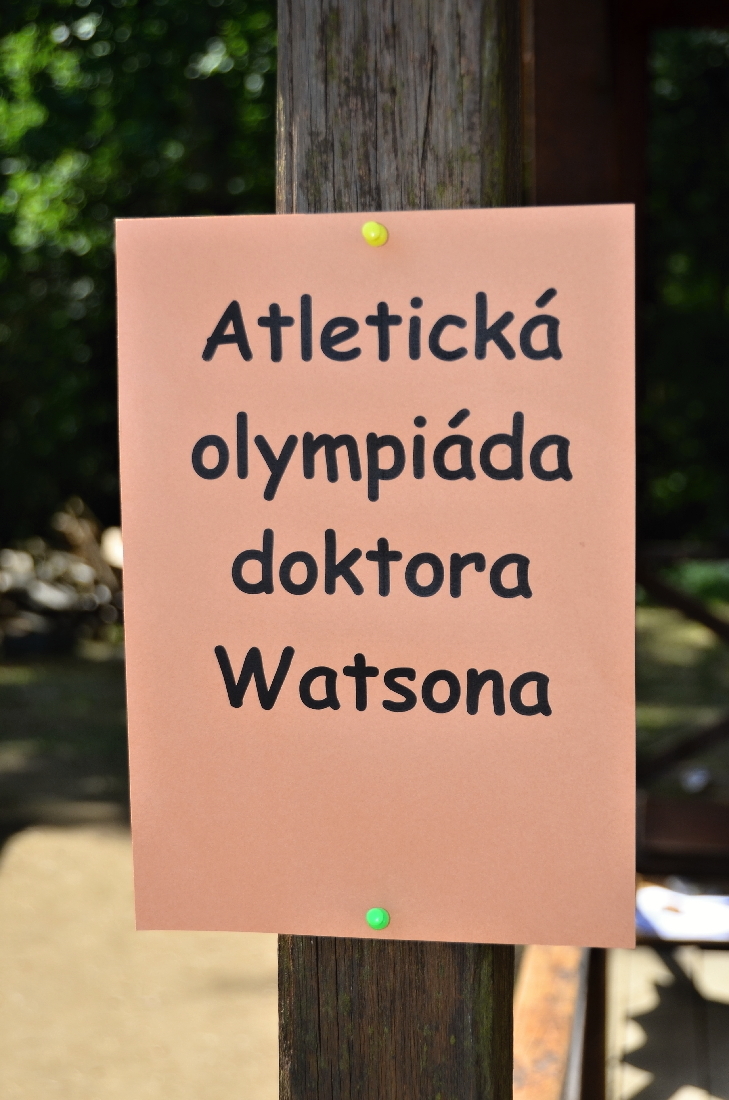 Atletická
olympiáda
doktora
Watsona